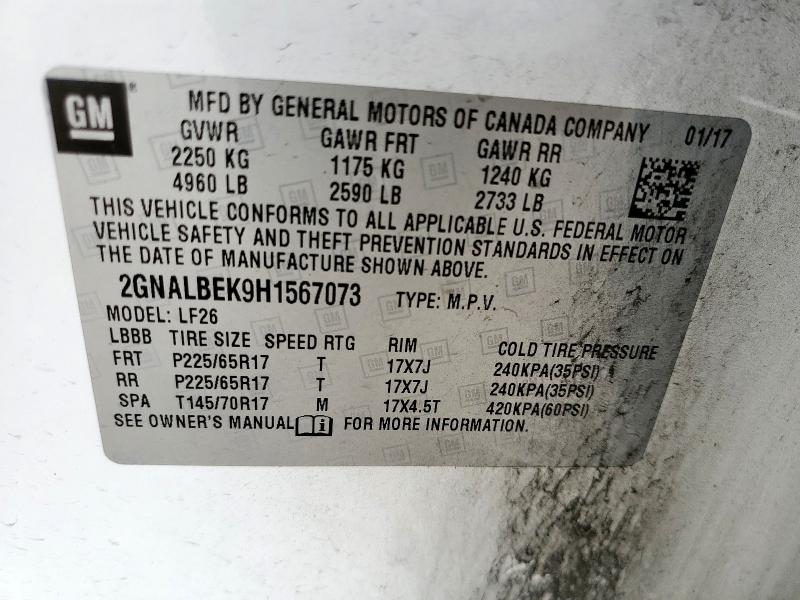 GM ® MFD BY GENERAL MOTORS OF CANADA COMPANY 01/17
GVWR GAWR FRT GAWR RR
2250 KG 1175 KG 1240 KG
4960 LB 2590 LB 2733 LB
THIS VEHICLE CONFORMS TO ALL APPLICABLE U.S. FEDERAL MOTOR
VEHICLE SAFETY AND THEFT PREVENTION STANDARDS IN EFFECT ON
THE DATE OF MANUFACTURE SHOWN ABOVE.
2GNALBEK9H1567073 TYPE: M.P.V.
MODEL: LF26
LBBB TIRE SIZE SPEED RTG RIM COLD TIRE PRESSURE
FRT P225/65R17 T 17X7J 240KPA(35PSI)
RR P225/65R17 T 17X7J 240KPA(35PSI)
SPA T145/70R17 M 17X4.5T 420KPA(60PSI)
SEE OWNER'S MANUAL i FOR MORE INFORMATION.